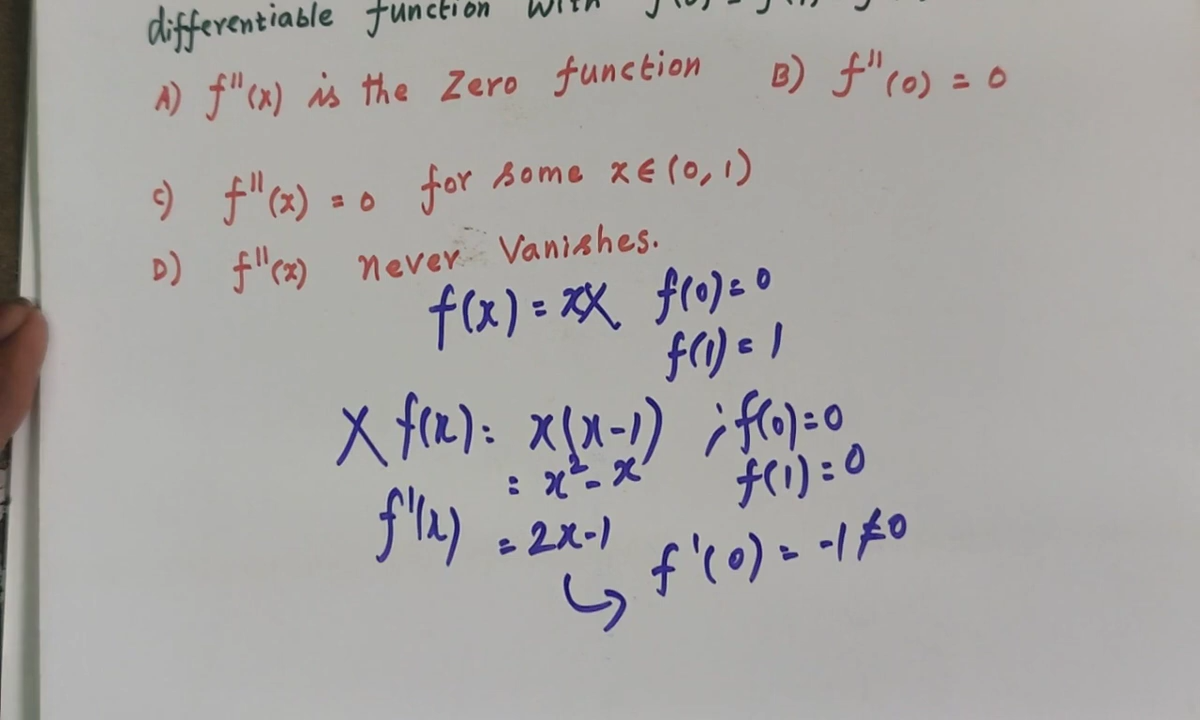 differentiable function with
A) f''(x) is the Zero function B) f''(0) = 0
C) f''(x) = 0 for some x ∈ (0, 1)
D) f''(x) never Vanishes.
f(x) = x X f(0) = 0
f(1) = 1
X f(x) = x(x-1) ; f(0) = 0
= x² - x f(1) = 0
f'(x) = 2x-1
↳ f'(0) = -1 ≠ 0